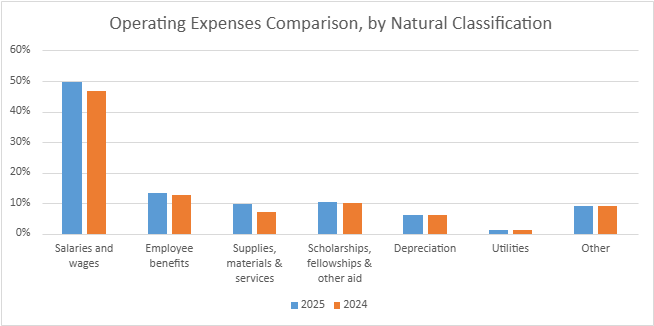 Operating Expenses Comparison, by Natural Classification
60%
50%
40%
30%
20%
10%
0%
Salaries and
wages
Employee
benefits
Supplies,
materials &
services
Scholarships,
fellowships &
other aid
Depreciation
Utilities
Other
2025 2024